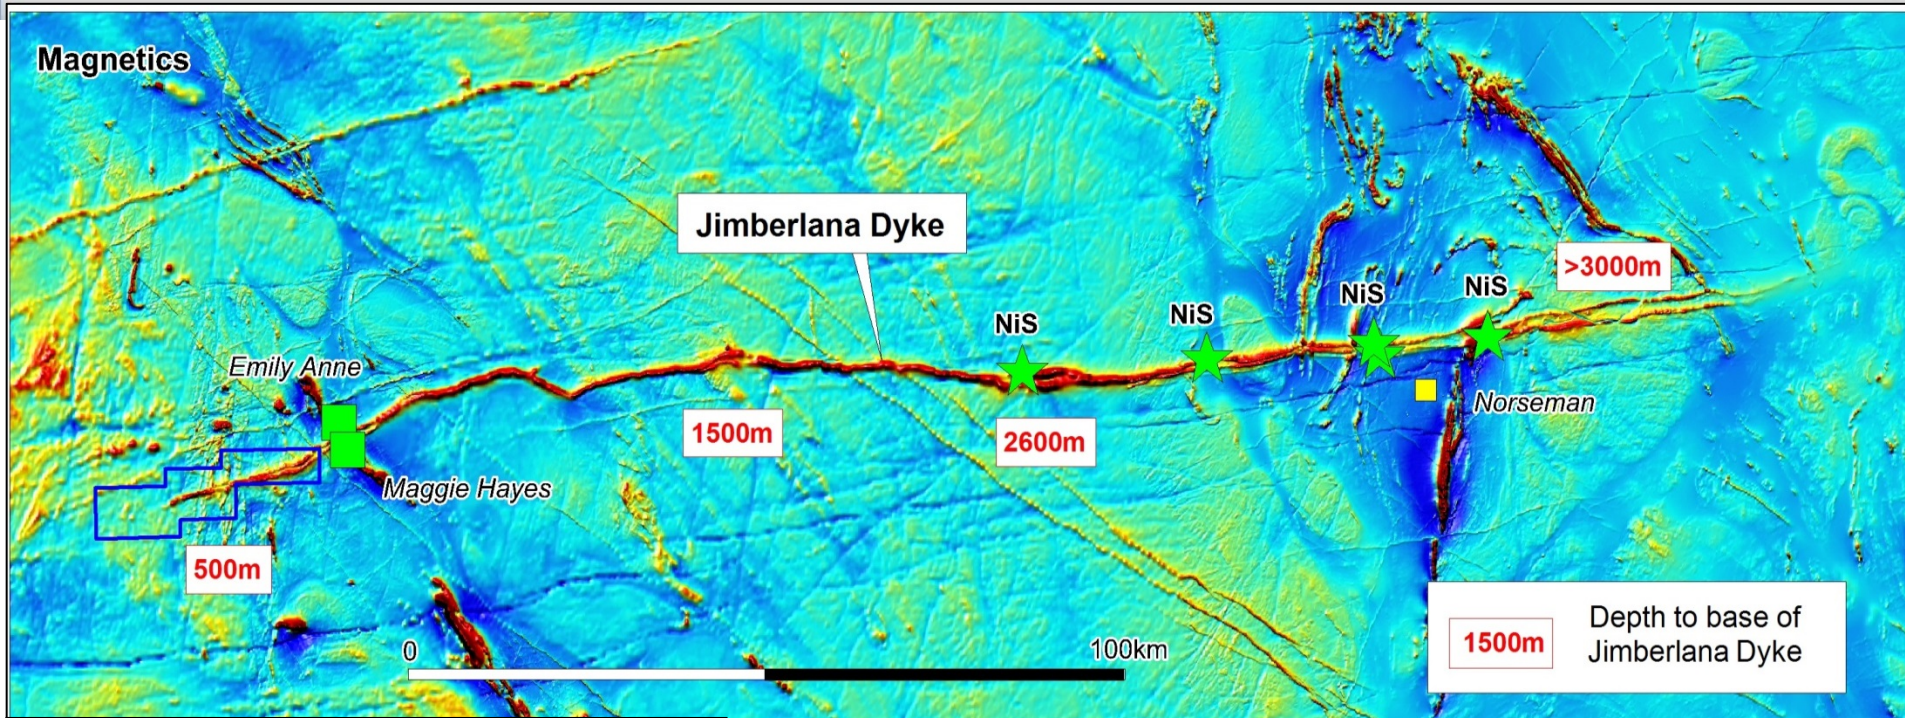 Magnetics
Jimberlana Dyke
>3000m
NiS
NiS
NiS
NiS
Emily Anne
Norseman
1500m
2600m
Maggie Hayes
500m
0
100km
1500m
Depth to base of
Jimberlana Dyke